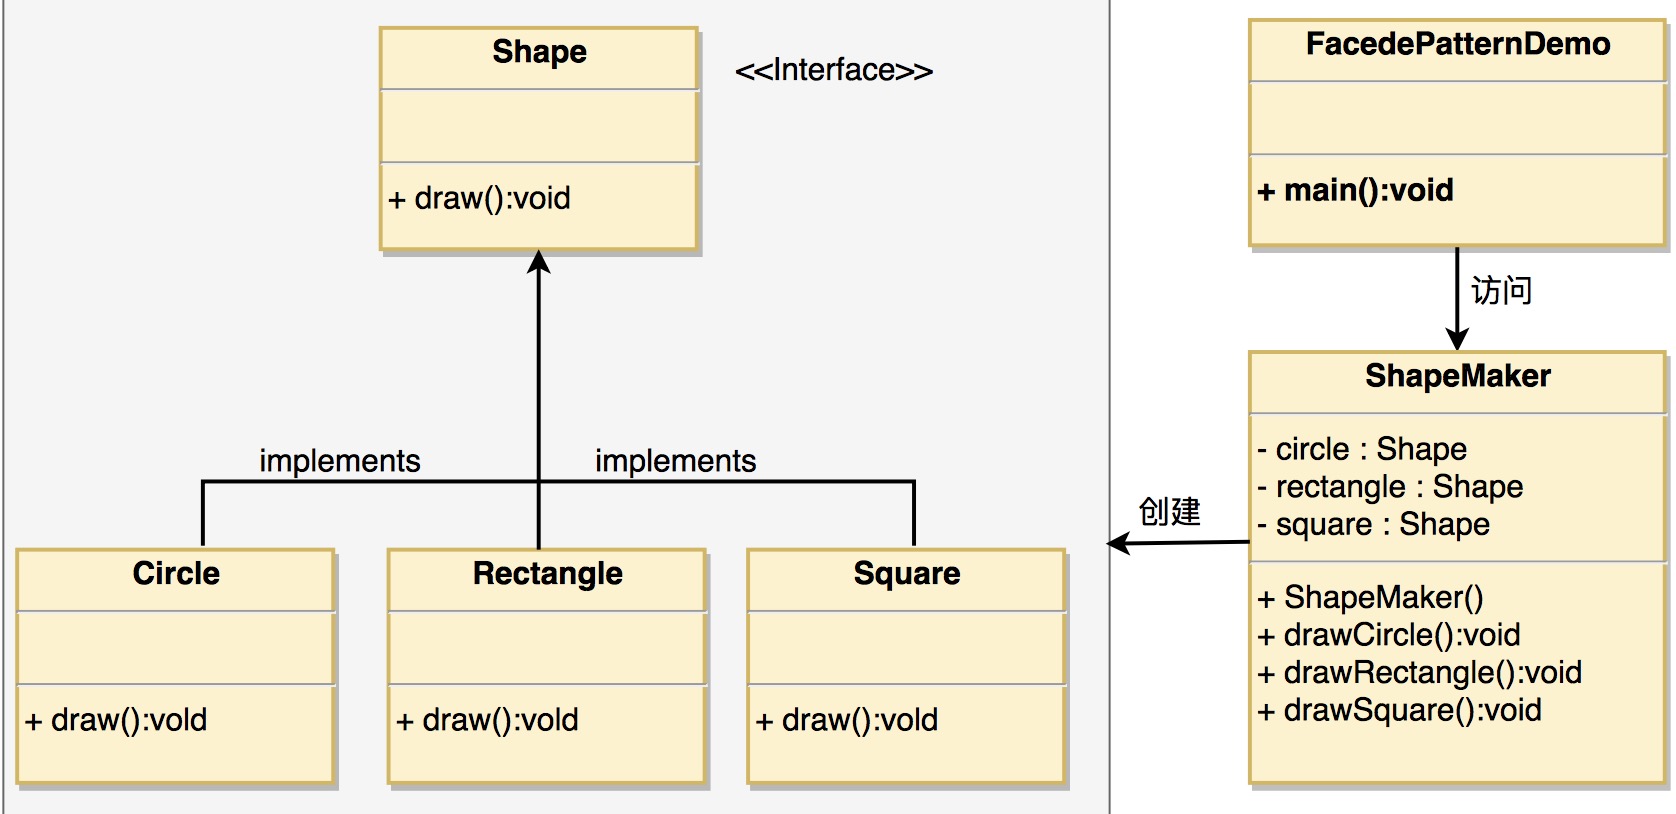 Shape
<<Interface>>
+ draw():void
implements
implements
Circle
+ draw():vold
Rectangle
+ draw():vold
Square
+ draw():vold
FacedePatternDemo
+ main():void
访问
创建
ShapeMaker
- circle : Shape
- rectangle : Shape
- square : Shape
+ ShapeMaker()
+ drawCircle():void
+ drawRectangle():void
+ drawSquare():void